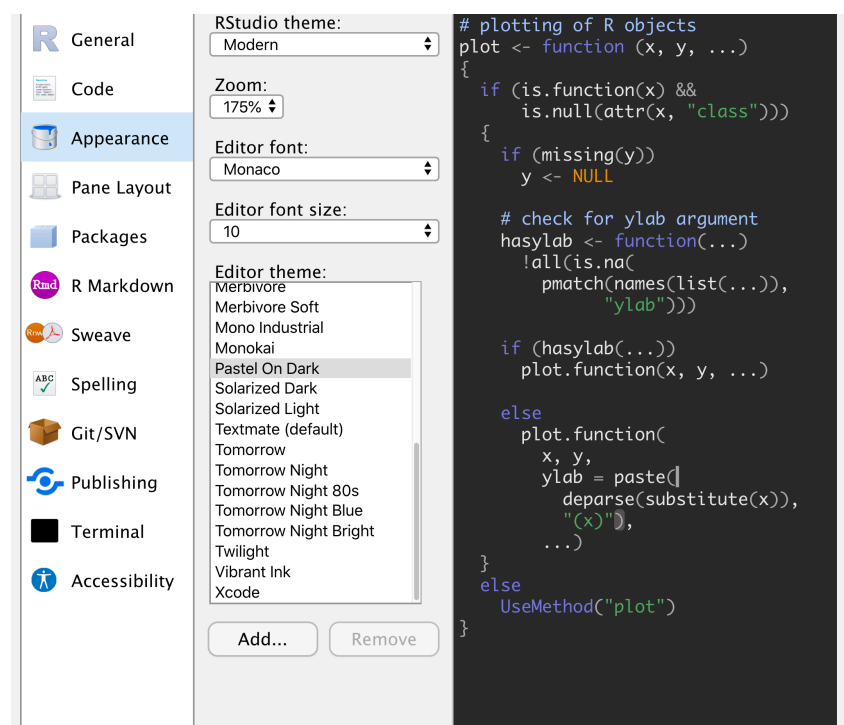 General
Code
Appearance
Pane Layout
Packages
Rmd R Markdown
Rnw Sweave
ABC Spelling
Git/SVN
Publishing
Terminal
Accessibility
RStudio theme:
Modern
Zoom:
175%
Editor font:
Monaco
Editor font size:
10
Editor theme:
Merbivore
Merbivore Soft
Mono Industrial
Monokai
Pastel On Dark
Solarized Dark
Solarized Light
Textmate (default)
Tomorrow
Tomorrow Night
Tomorrow Night 80s
Tomorrow Night Blue
Tomorrow Night Bright
Twilight
Vibrant Ink
Xcode
Add... Remove
# plotting of R objects
plot <- function (x, y, ...)
{
  if (is.function(x) &&
      is.null(attr(x, "class")))
  {
    if (missing(y))
      y <- NULL

    # check for ylab argument
    hasylab <- function(...)
      !all(is.na(
        pmatch(names(list(...)),
              "ylab")))

    if (hasylab(...))
      plot.function(x, y, ...)

    else
      plot.function(
        x, y,
        ylab = paste(
          deparse(substitute(x)),
          "(x)"),
        ...)
  }
  else
    UseMethod("plot")
}